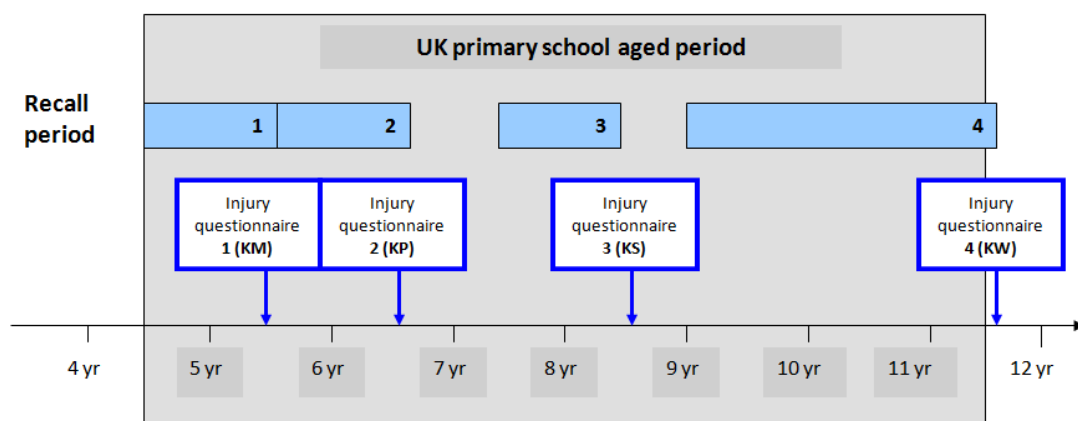 UK primary school aged period
Recall
period
1
2
3
4
Injury
questionnaire
1 (KM)
Injury
questionnaire
2 (KP)
Injury
questionnaire
3 (KS)
Injury
questionnaire
4 (KW)
4 yr
5 yr
6 yr
7 yr
8 yr
9 yr
10 yr
11 yr
12 yr